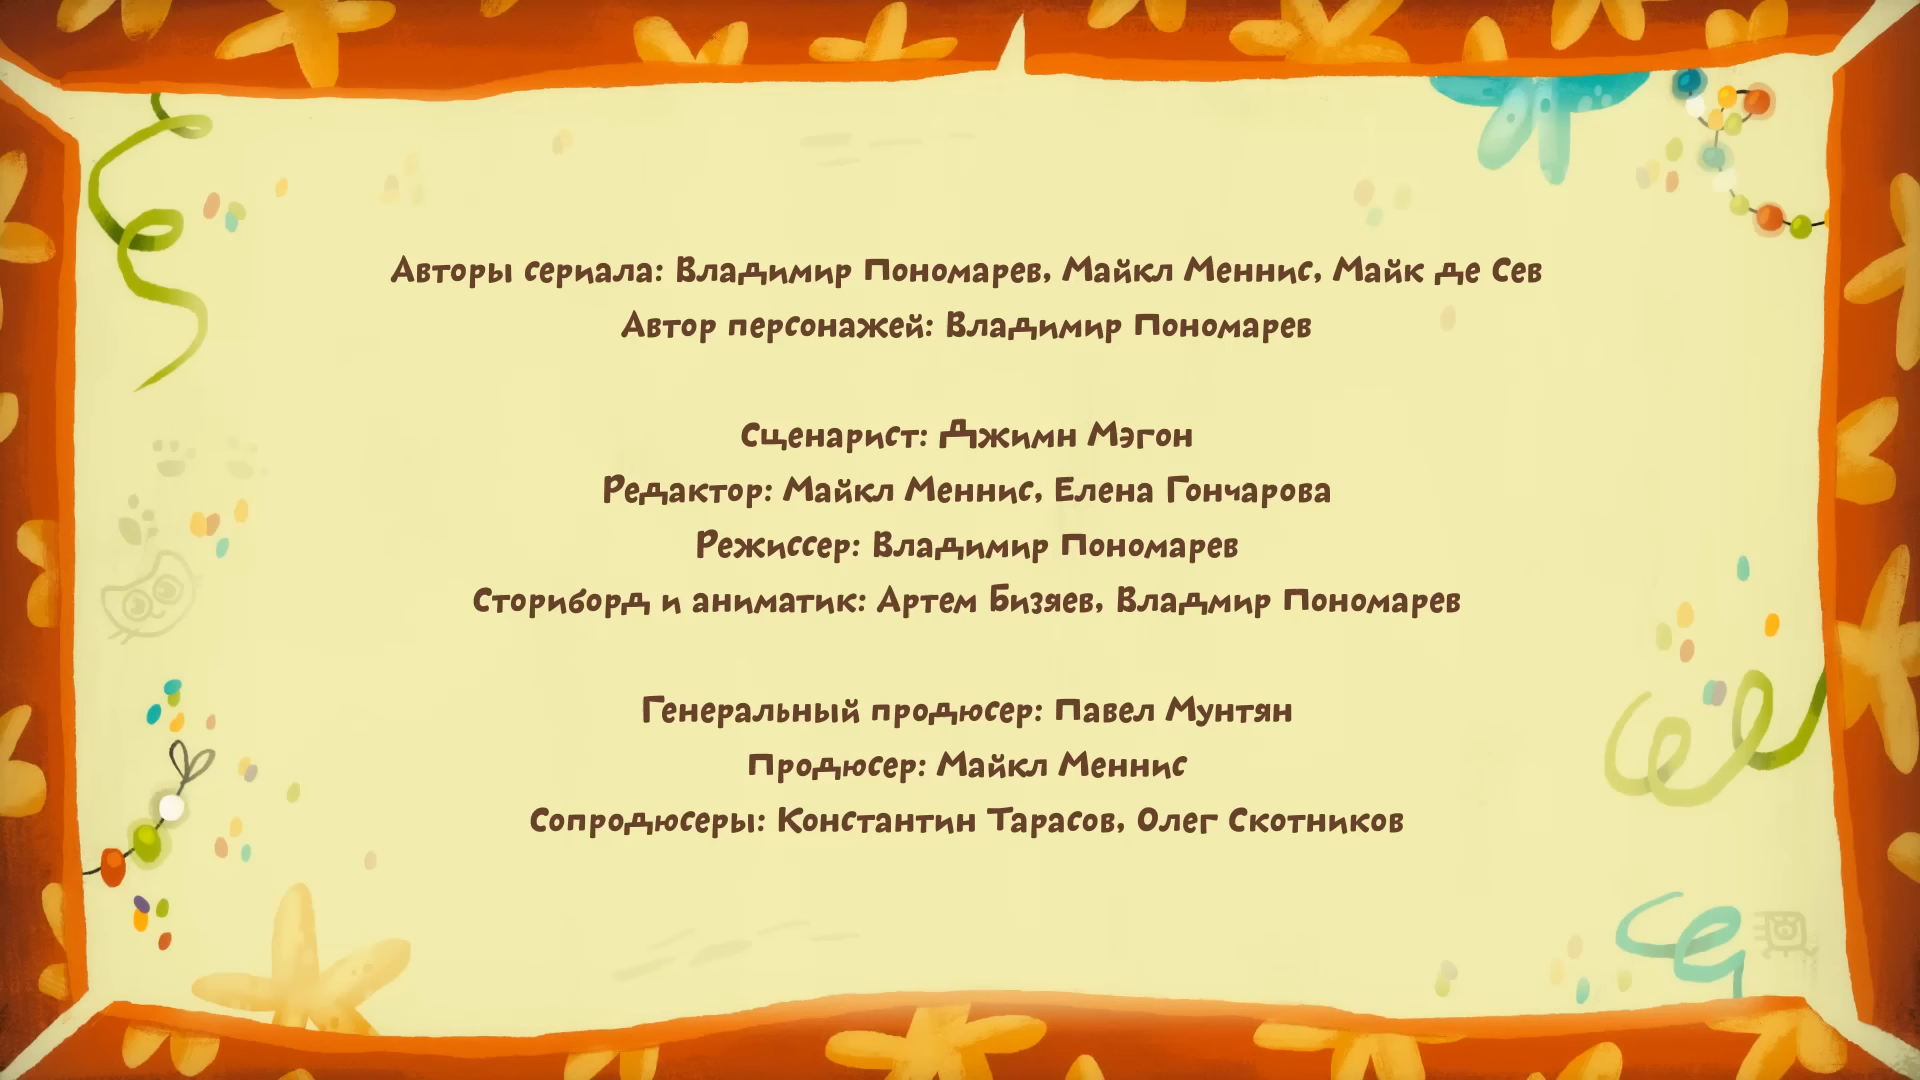 Авторы сериала: Владимир Пономарев, Майкл Меннис, Майк де Сев
Автор персонажей: Владимир Пономарев
Сценарист: Джимн Мэгон
Редактор: Майкл Меннис, Елена Гончарова
Режиссер: Владимир Пономарев
Сториборд и аниматик: Артем Бизяев, Владмир Пономарев
Генеральный продюсер: Павел Мунтян
Продюсер: Майкл Меннис
Сопродюсеры: Константин Тарасов, Олег Скотников